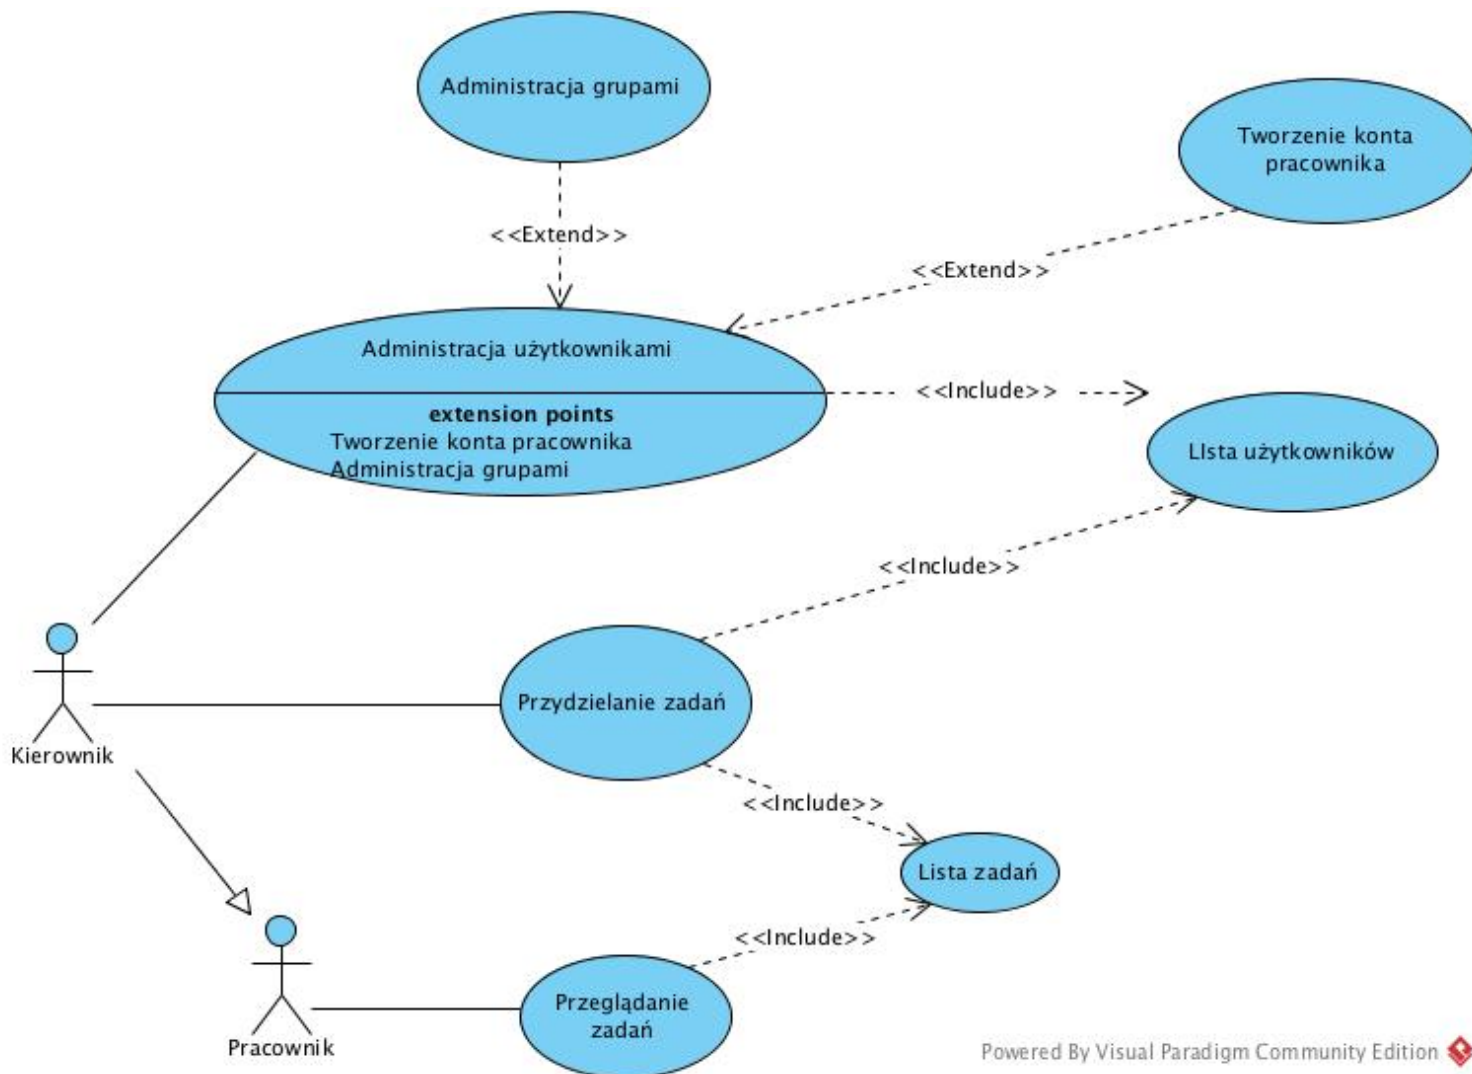 Administracja grupami
Tworzenie konta
pracownika
<<Extend>>
<<Extend>>
Administracja użytkownikami
<<Include>>
extension points
Tworzenie konta pracownika
Administracja grupami
LIsta użytkowników
<<Include>>
Przydzielanie zadań
Kierownik
<<Include>>
Lista zadań
<<Include>>
Przeglądanie
zadań
Pracownik
Powered By Visual Paradigm Community Edition